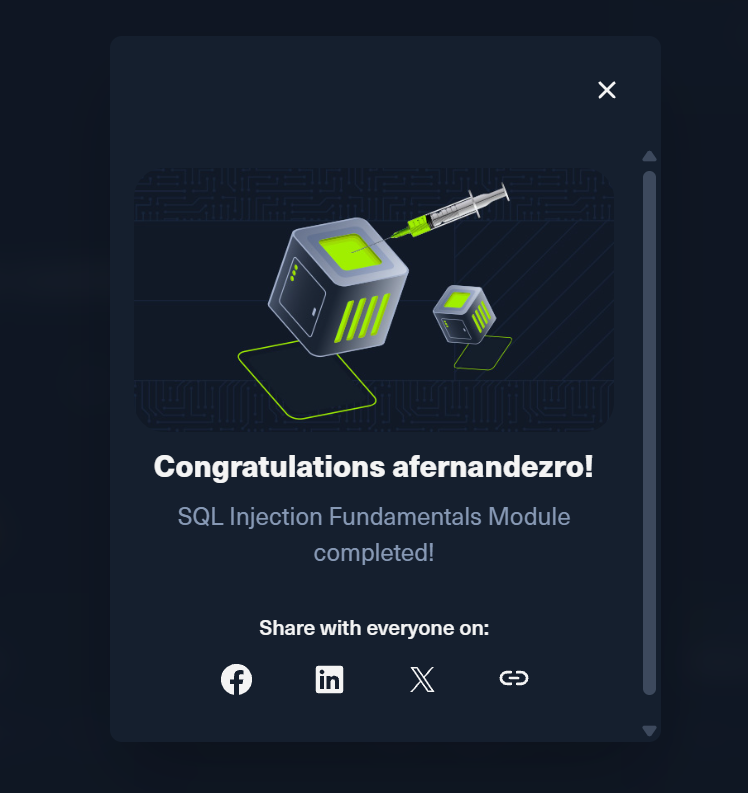 Congratulations afernandezro!
SQL Injection Fundamentals Module
completed!
Share with everyone on: